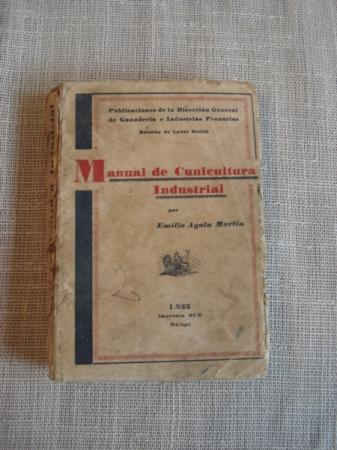 Publicaciones de la Dirección General
de Ganadería e Industrias Pecuarias
Sección de Labor Social
Manual de Cunicultura
Industrial
por
Emilio Ayala Martín
1.933
Imprenta SUR
Málaga